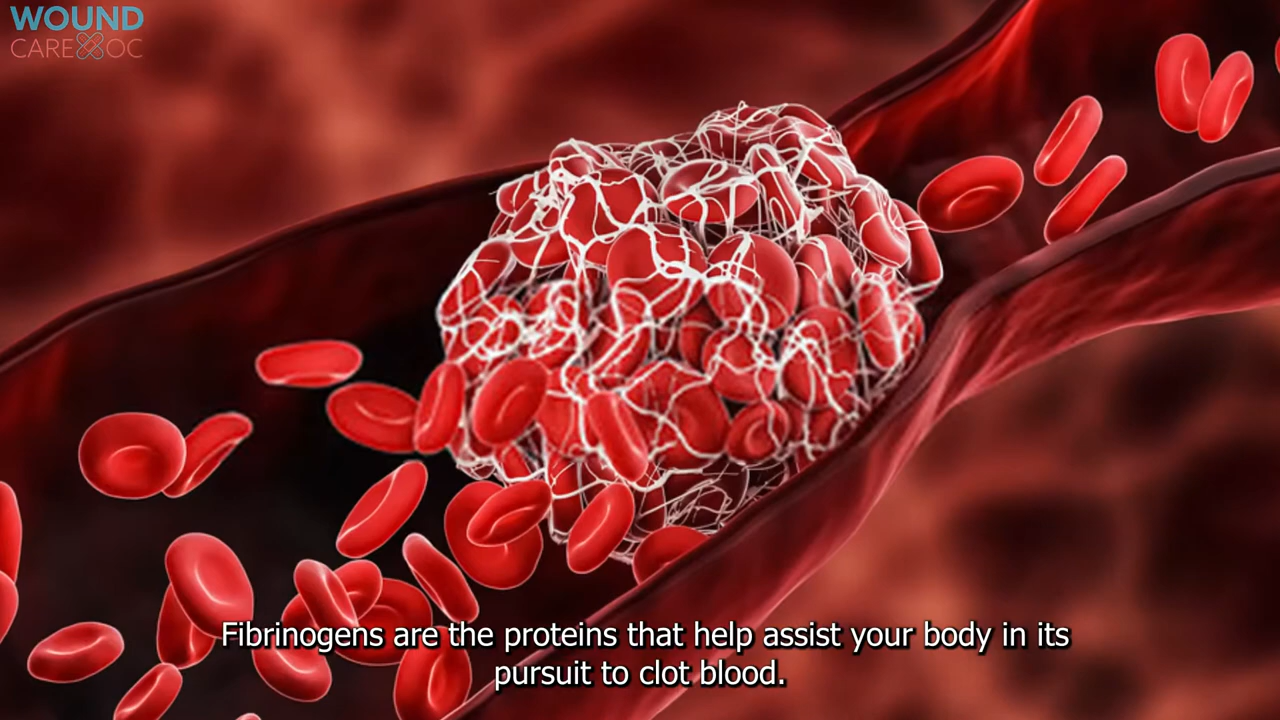 WOUND
CARE OC
Fibrinogens are the proteins that help assist your body in its
pursuit to clot blood.